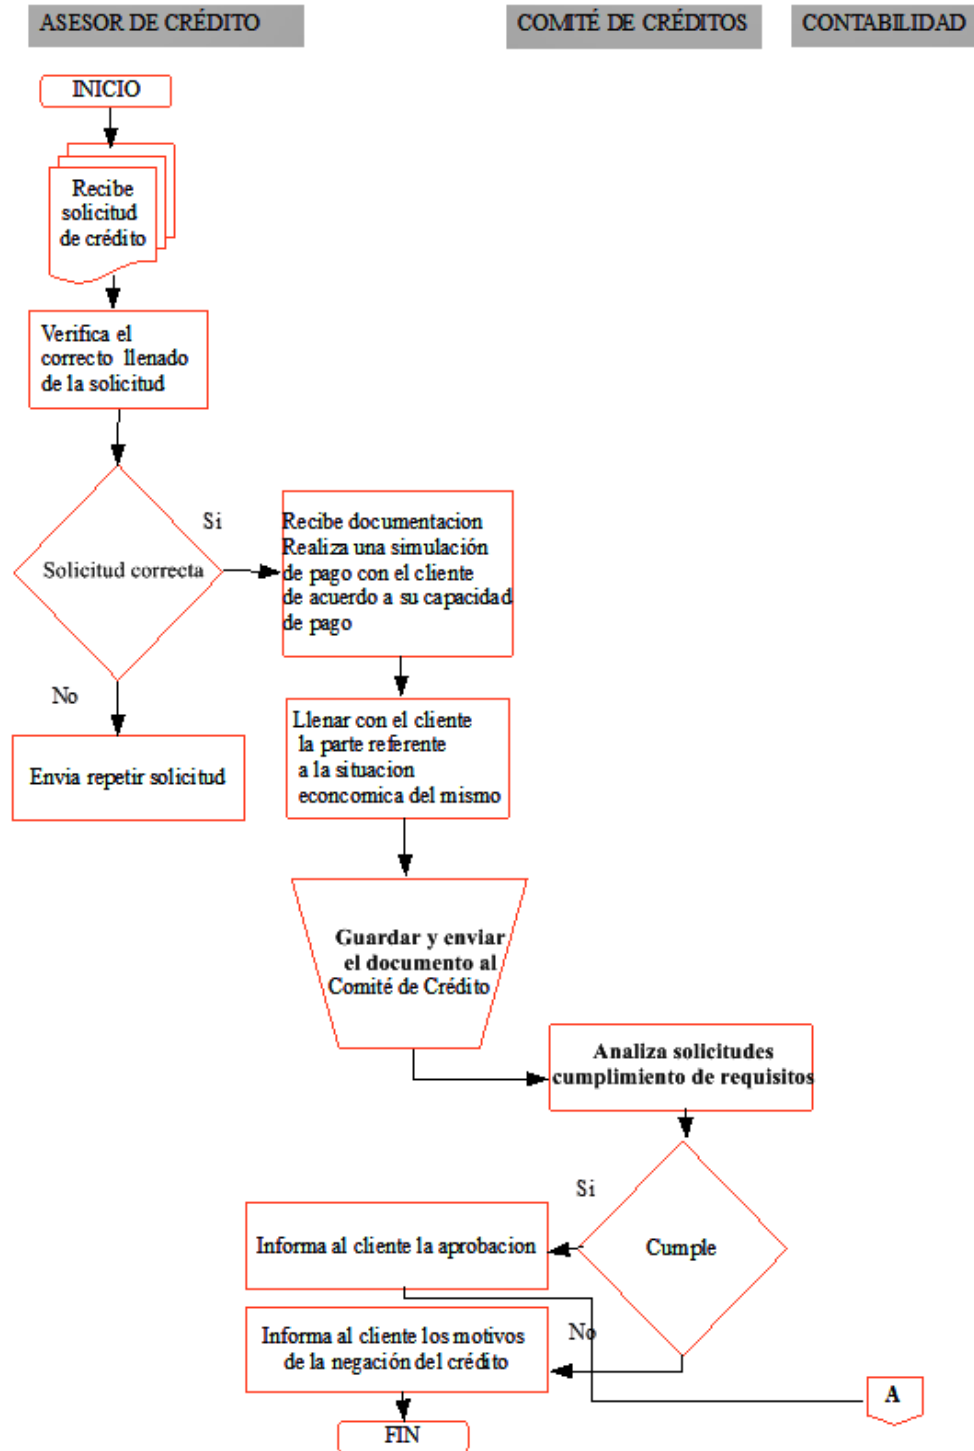 ASESOR DE CRÉDITO
COMITÉ DE CRÉDITOS
CONTABILIDAD
INICIO
Recibe
solicitud
de crédito
Verifica el
correcto llenado
de la solicitud
Solicitud correcta
Si
Recibe documentacion
Realiza una simulación
de pago con el cliente
de acuerdo a su capacidad
de pago
No
Envia repetir solicitud
Llenar con el cliente
la parte referente
a la situacion
economica del mismo
Guardar y enviar
el documento al
Comité de Crédito
Analiza solicitudes
cumplimiento de requisitos
Si
Cumple
Informa al cliente la aprobacion
No
Informa al cliente los motivos
de la negación del crédito
A
FIN